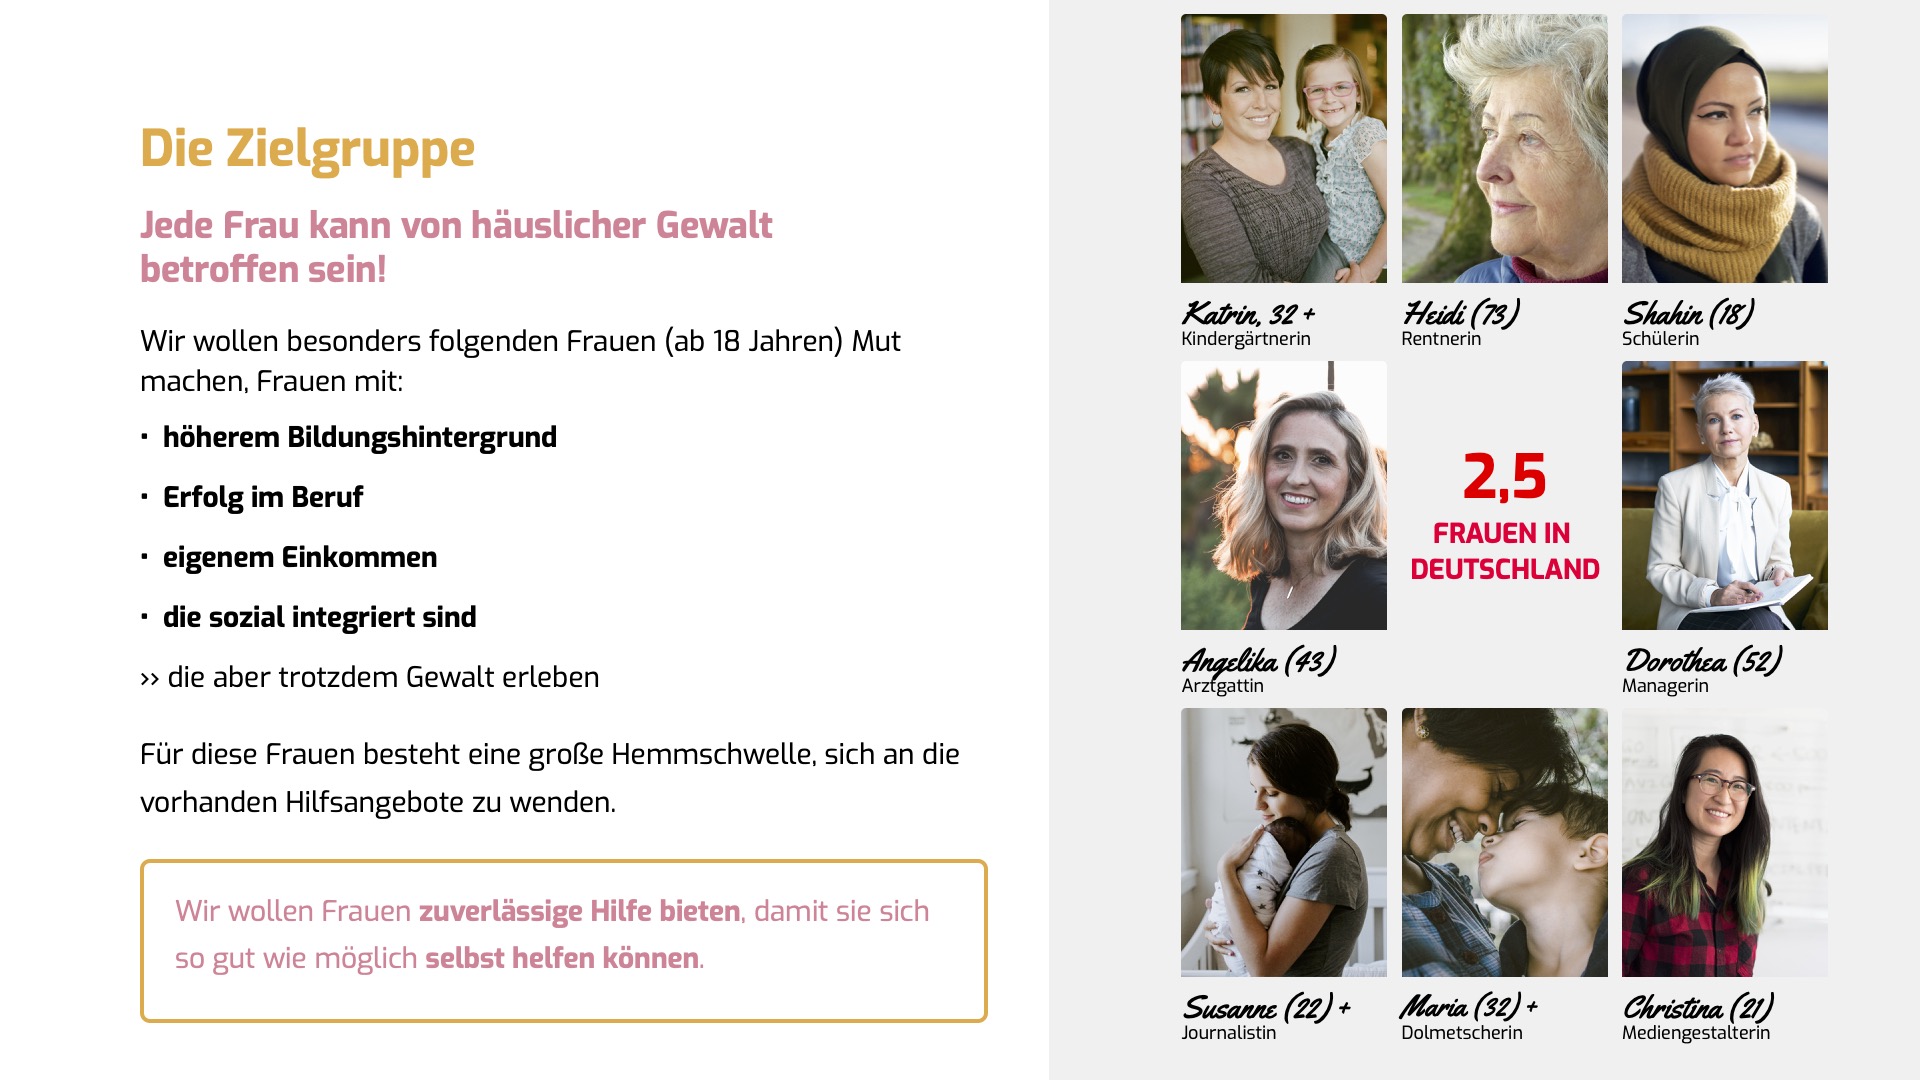 Die Zielgruppe
Jede Frau kann von häuslicher Gewalt
betroffen sein!
Wir wollen besonders folgenden Frauen (ab 18 Jahren) Mut
machen, Frauen mit:
· höherem Bildungshintergrund
· Erfolg im Beruf
· eigenem Einkommen
· die sozial integriert sind
›› die aber trotzdem Gewalt erleben
Für diese Frauen besteht eine große Hemmschwelle, sich an die
vorhanden Hilfsangebote zu wenden.
Wir wollen Frauen zuverlässige Hilfe bieten, damit sie sich
so gut wie möglich selbst helfen können.
Katrin, 32 +
Kindergärtnerin
Heidi (73)
Rentnerin
Shahin (18)
Schülerin
Angelika (43)
Arztgattin
2,5
FRAUEN IN
DEUTSCHLAND
Dorothea (52)
Managerin
Susanne (22) +
Journalistin
Maria (32) +
Dolmetscherin
Christina (21)
Mediengestalterin